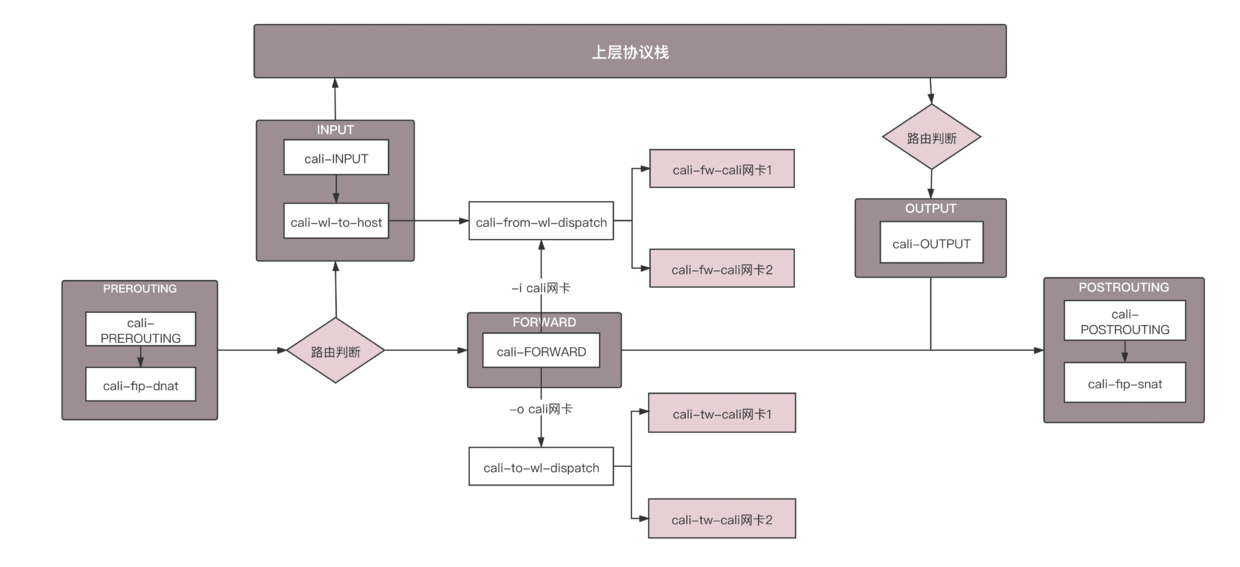 上层协议栈
INPUT
cali-INPUT
cali-wl-to-host
cali-from-wl-dispatch
cali-fw-cali网卡1
cali-fw-cali网卡2
路由判断
OUTPUT
cali-OUTPUT
PREROUTING
cali-
PREROUTING
cali-fip-dnat
路由判断
-i cali网卡
FORWARD
cali-FORWARD
-o cali网卡
cali-to-wl-dispatch
cali-tw-cali网卡1
cali-tw-cali网卡2
POSTROUTING
cali-
POSTROUTING
cali-fip-snat